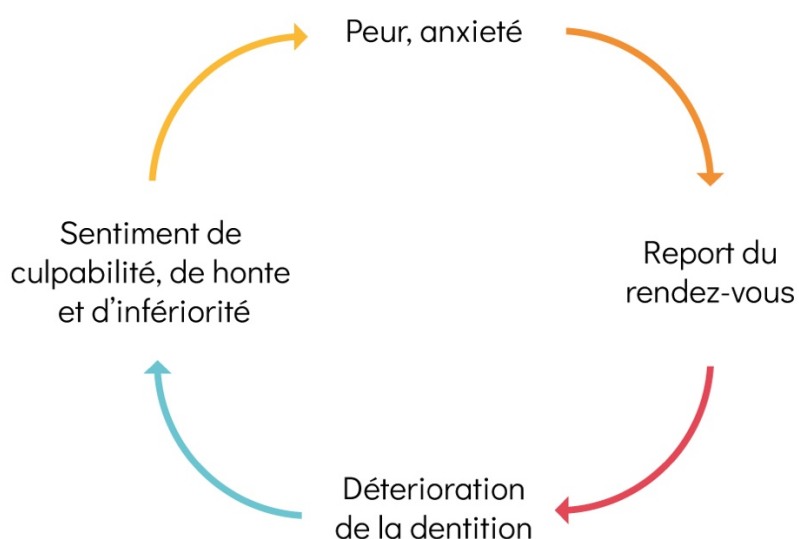 Peur, anxieté
Report du
rendez-vous
Déterioration
de la dentition
Sentiment de
culpabilité, de honte
et d'infériorité